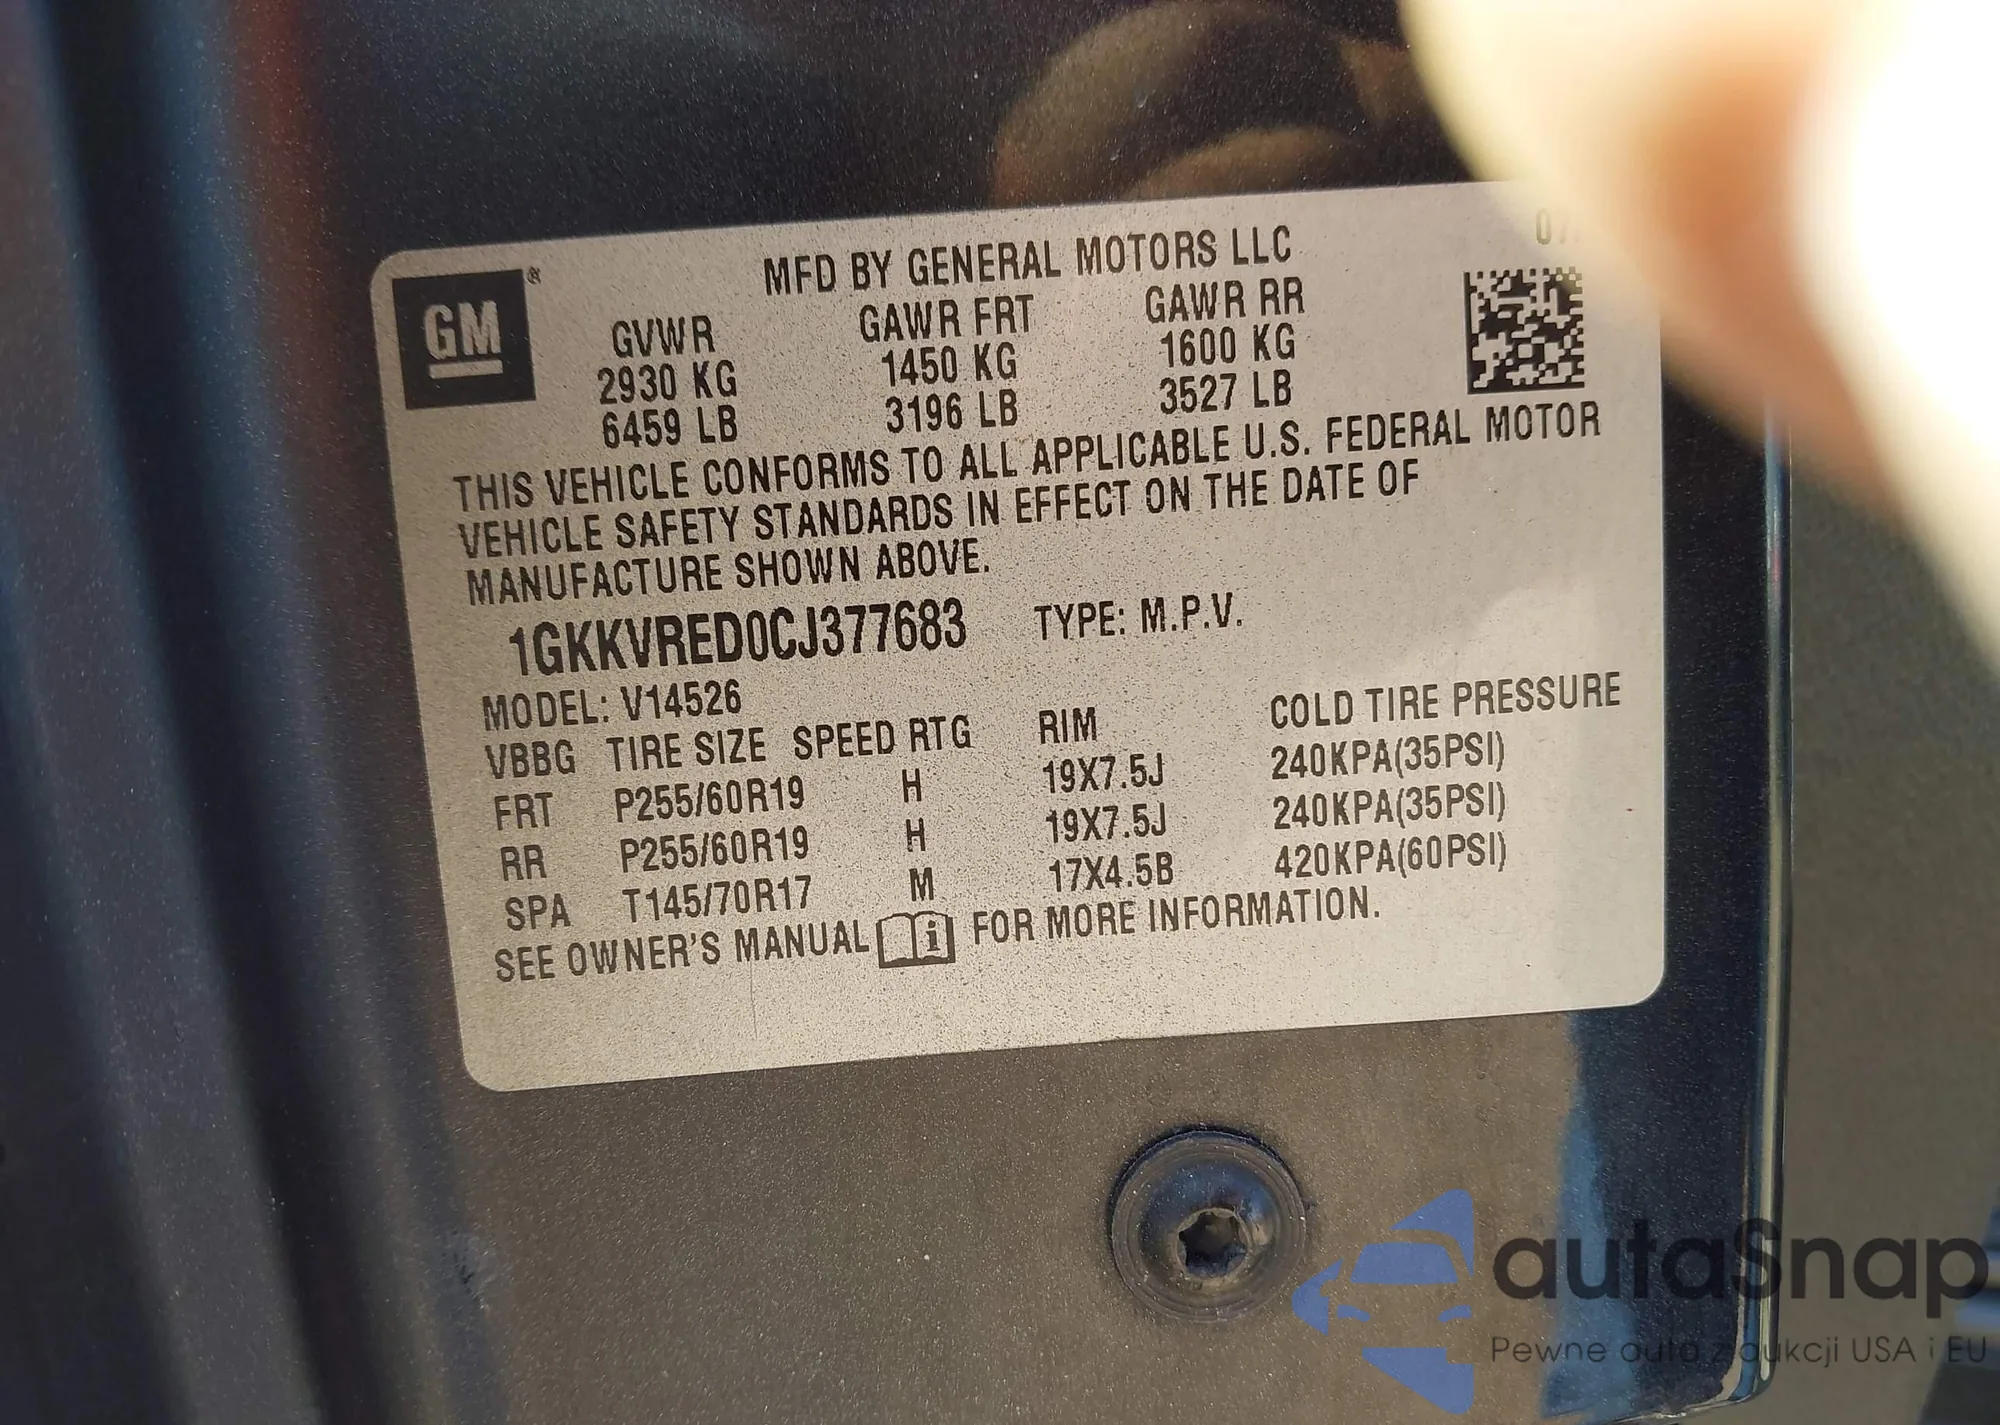 07
MFD BY GENERAL MOTORS LLC
GM®
GVWR GAWR FRT GAWR RR
2930 KG 1450 KG 1600 KG
6459 LB 3196 LB 3527 LB
THIS VEHICLE CONFORMS TO ALL APPLICABLE U.S. FEDERAL MOTOR
VEHICLE SAFETY STANDARDS IN EFFECT ON THE DATE OF
MANUFACTURE SHOWN ABOVE.
1GKKVRED0CJ377683 TYPE: M.P.V.
MODEL: V14526
VBBG TIRE SIZE SPEED RTG RIM COLD TIRE PRESSURE
FRT P255/60R19 H 19X7.5J 240KPA(35PSI)
RR P255/60R19 H 19X7.5J 240KPA(35PSI)
SPA T145/70R17 M 17X4.5B 420KPA(60PSI)
SEE OWNER'S MANUAL i FOR MORE INFORMATION.
autaSnap
Pewne auta z aukcji USA i EU